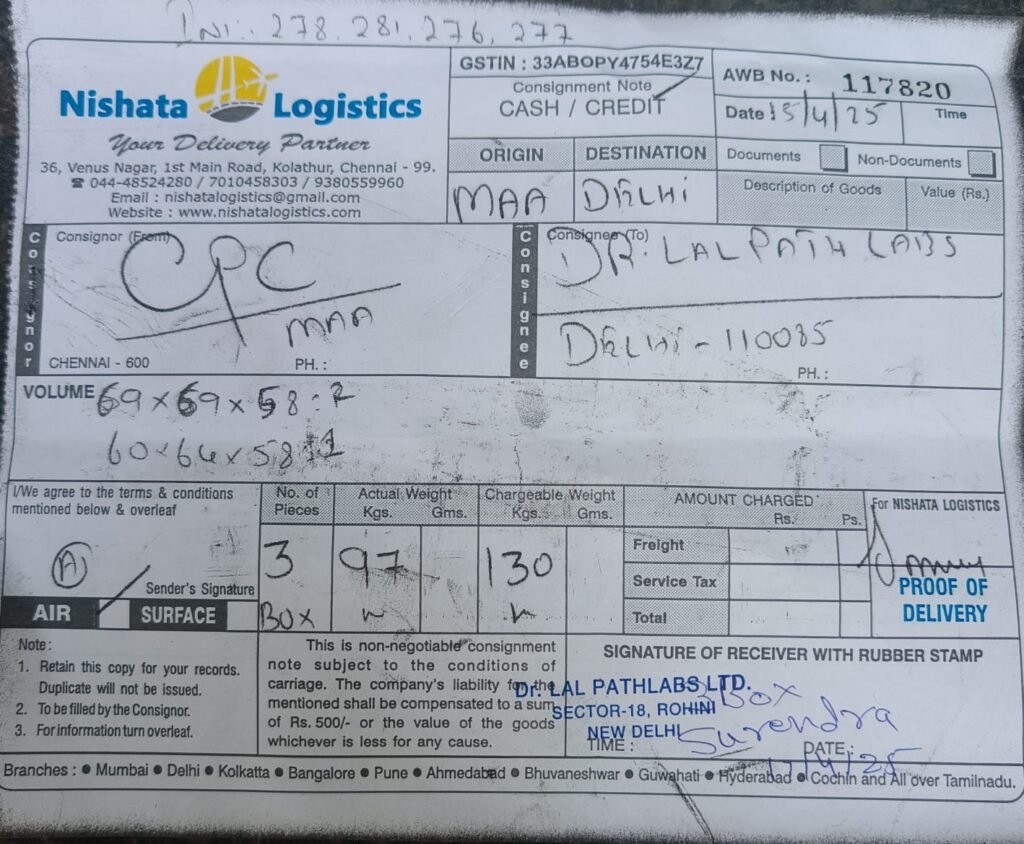 INV: 278, 281, 276, 277
Nishata Logistics
Your Delivery Partner
36, Venus Nagar, 1st Main Road, Kolathur, Chennai - 99.
☎ 044-48524280 / 7010458303 / 9380559960
Email : nishatalogistics@gmail.com
Website : www.nishatalogistics.com
GSTIN : 33ABOPY4754E3Z7
Consignment Note
CASH / CREDIT
AWB No. : 117820
Date : 15/4/25
Time
ORIGIN
DESTINATION
MAA
DELHI
Documents
Non-Documents
Description of Goods
Value (Rs.)
Consignor
Consignor (From)
CPC
MAA
CHENNAI - 600
PH. :
Consignee
Consignee (To)
DR. LAL PATH LABS
DELHI - 110085
PH. :
VOLUME 69 x 69 x 58 : 2
60 x 64 x 58 : 1
I/We agree to the terms & conditions
mentioned below & overleaf
A
Sender's Signature
AIR
SURFACE
No. of Pieces
3
BOX
Actual Weight
Kgs. Gms.
97
Chargeable Weight
Kgs. Gms.
130
AMOUNT CHARGED
Rs. Ps.
Freight
Service Tax
Total
For NISHATA LOGISTICS
PROOF OF
DELIVERY
Note :
1. Retain this copy for your records.
Duplicate will not be issued.
2. To be filled by the Consignor.
3. For information turn overleaf.
This is non-negotiable consignment
note subject to the conditions of
carriage. The company's liability for the
mentioned shall be compensated to a sum
of Rs. 500/- or the value of the goods
whichever is less for any cause.
SIGNATURE OF RECEIVER WITH RUBBER STAMP
Dr. LAL PATHLABS LTD.
SECTOR-18, ROHINI
NEW DELHI
BOX
Surendra
TIME :
DATE :
17/4/25
Branches : ● Mumbai ● Delhi ● Kolkatta ● Bangalore ● Pune ● Ahmedabad ● Bhuvaneshwar ● Guwahati ● Hyderabad ● Cochin and All over Tamilnadu.